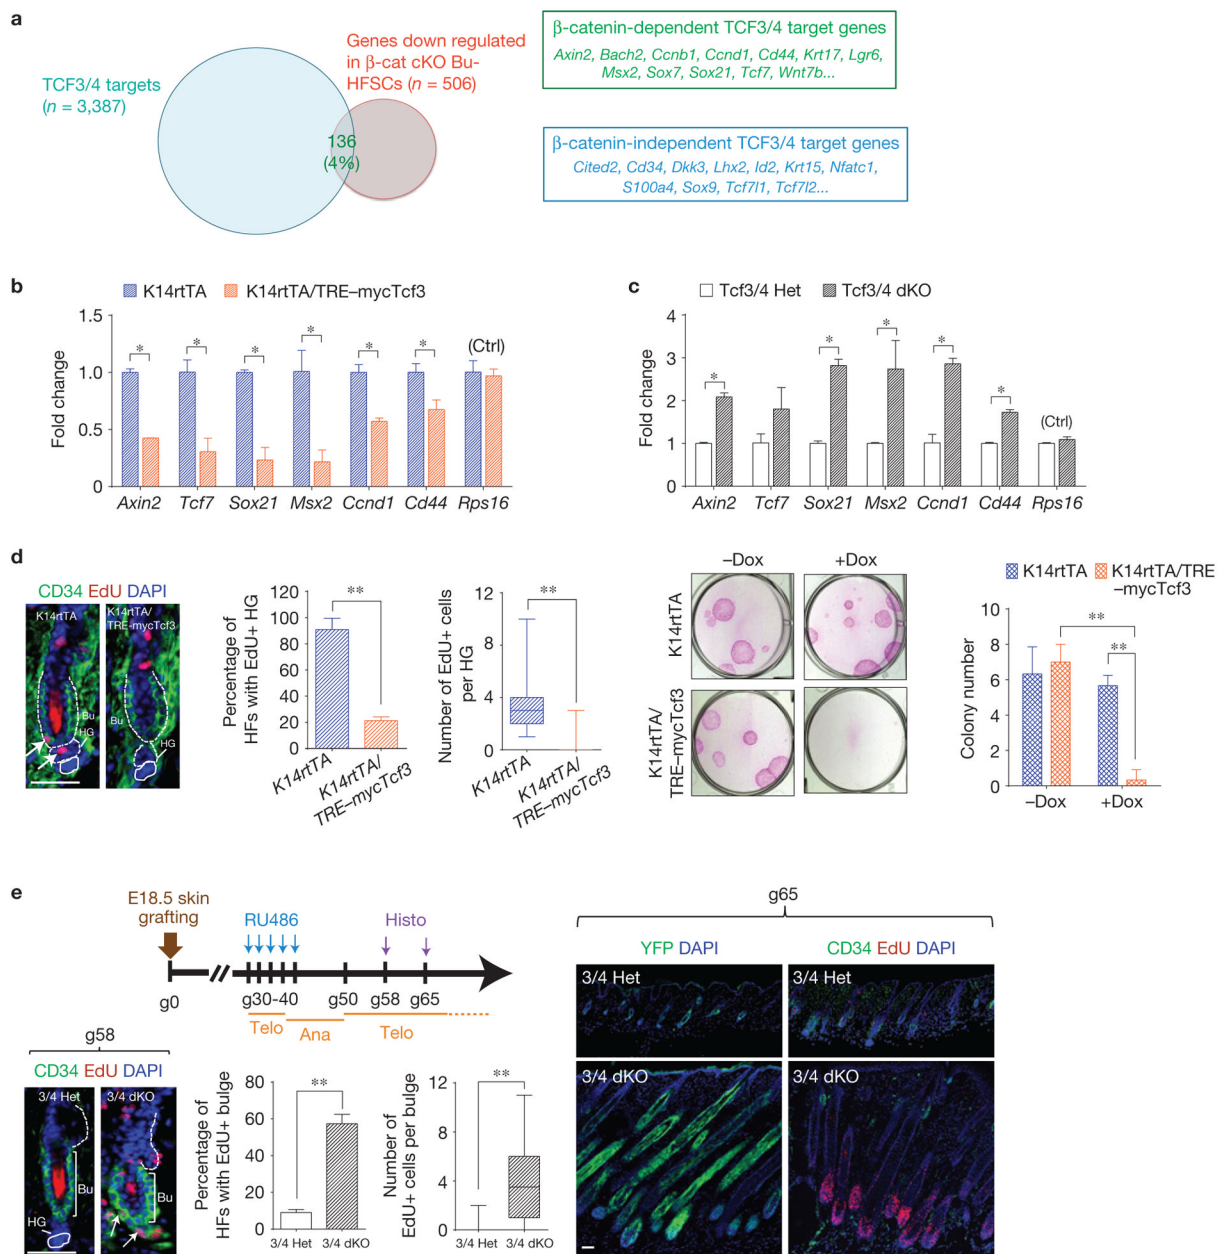 a
TCF3/4 targets
(n = 3,387)
Genes down regulated
in β-cat cKO Bu-
HFSCs (n = 506)
136
(4%)
β-catenin-dependent TCF3/4 target genes
Axin2, Bach2, Ccnb1, Ccnd1, Cd44, Krt17, Lgr6,
Msx2, Sox7, Sox21, Tcf7, Wnt7b...
β-catenin-independent TCF3/4 target genes
Cited2, Cd34, Dkk3, Lhx2, Id2, Krt15, Nfatc1,
S100a4, Sox9, Tcf7l1, Tcf7l2...
b
K14rtTA
K14rtTA/TRE–mycTcf3
Fold change
1.5
1.0
0.5
0
* * * * * *
(Ctrl)
Axin2 Tcf7 Sox21 Msx2 Ccnd1 Cd44 Rps16
c
Tcf3/4 Het
Tcf3/4 dKO
Fold change
4
3
2
1
0
* * * * *
(Ctrl)
Axin2 Tcf7 Sox21 Msx2 Ccnd1 Cd44 Rps16
d
CD34 EdU DAPI
K14rtTA
Bu
HG
K14rtTA/
TRE-mycTcf3
Bu
HG
Percentage of
HFs with EdU+ HG
120
100
80
60
40
20
0
**
K14rtTA
K14rtTA/
TRE–mycTcf3
Number of EdU+ cells
per HG
12
8
4
0
**
K14rtTA
K14rtTA/
TRE–mycTcf3
–Dox
+Dox
K14rtTA
K14rtTA/
TRE–mycTcf3
K14rtTA
K14rtTA/TRE
–mycTcf3
Colony number
10
8
6
4
2
0
**
**
–Dox
+Dox
e
E18.5 skin
grafting
RU486
Histo
g0
g30-40
g50
g58
g65
Telo
Ana
Telo
g58
CD34 EdU DAPI
3/4 Het
HG
Bu
3/4 dKO
Bu
Percentage of
HFs with EdU+ bulge
80
60
40
20
0
**
3/4 Het
3/4 dKO
Number of
EdU+ cells per bulge
12
8
4
0
**
3/4 Het
3/4 dKO
g65
YFP DAPI
CD34 EdU DAPI
3/4 Het
3/4 Het
3/4 dKO
3/4 dKO